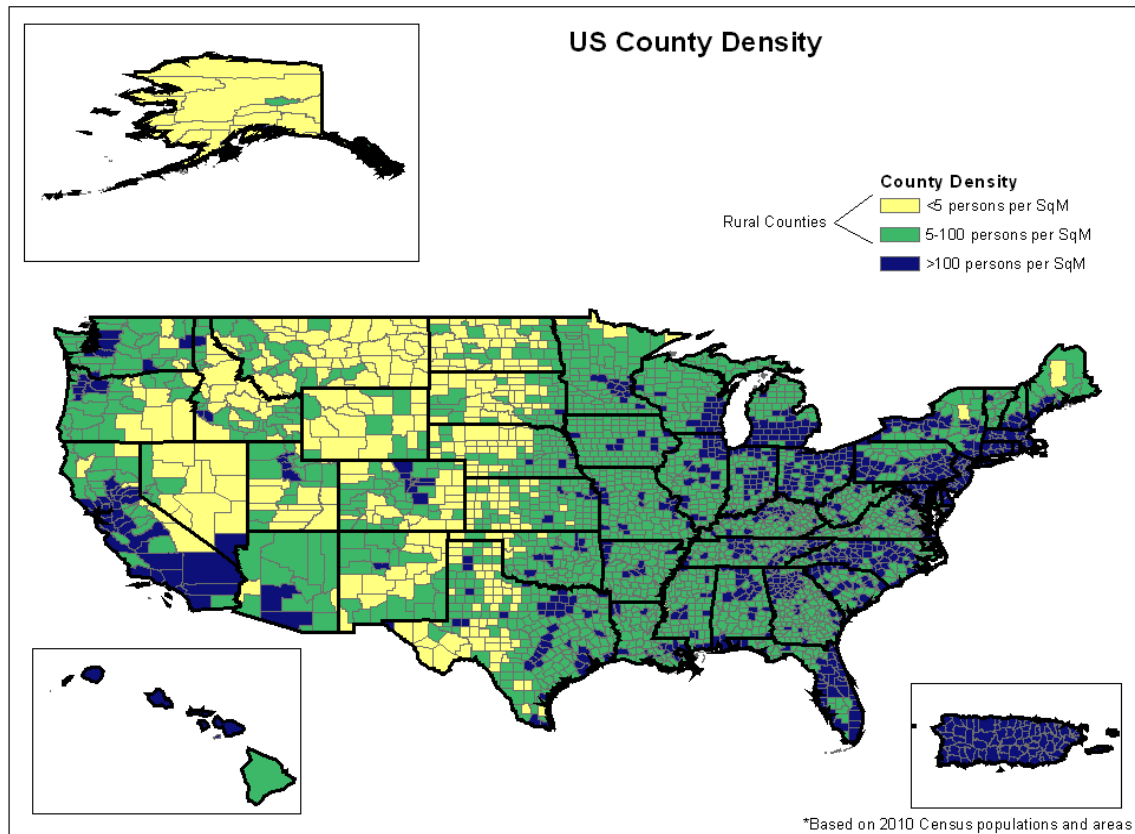 US County Density
County Density
Rural Counties
<5 persons per SqM
5-100 persons per SqM
>100 persons per SqM
*Based on 2010 Census populations and areas